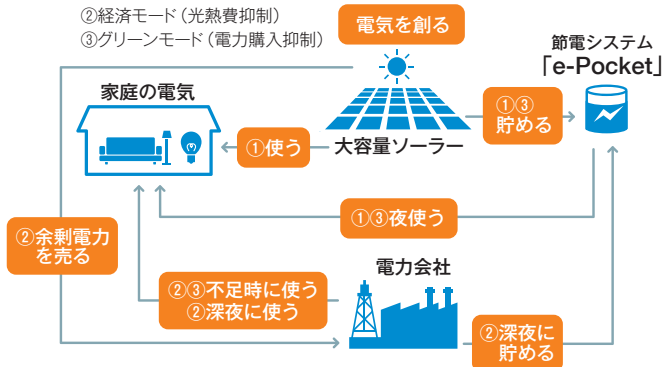 ②経済モード（光熱費抑制）
③グリーンモード（電力購入抑制）
電気を創る
節電システム
「e-Pocket」
家庭の電気
①③
貯める
①使う
大容量ソーラー
①③夜使う
②余剰電力
を売る
電力会社
②③不足時に使う
②深夜に使う
②深夜に
貯める